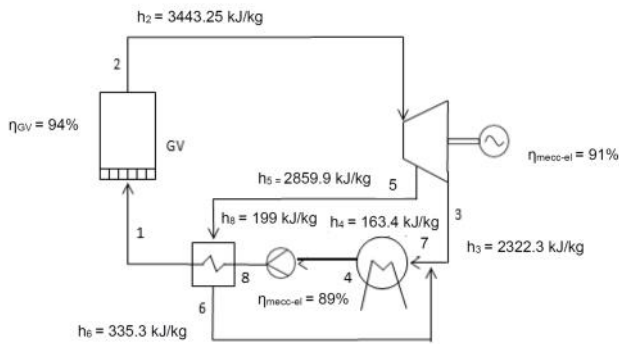 h₂ = 3443.25 kJ/kg
2
ηGV = 94%
GV
ηmecc-el = 91%
h₅ = 2859.9 kJ/kg
5
h₈ = 199 kJ/kg
h₄ = 163.4 kJ/kg
3
1
7
h₃ = 2322.3 kJ/kg
8
4
6
ηmecc-el = 89%
h₆ = 335.3 kJ/kg